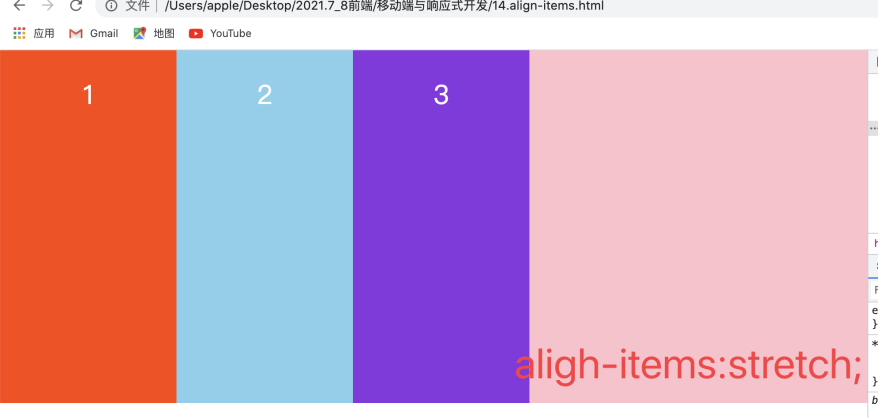 文件 | /Users/apple/Desktop/2021.7_8前端/移动端与响应式开发/14.align-items.html
应用 Gmail 地图 YouTube
1 2 3
aligh-items:stretch;